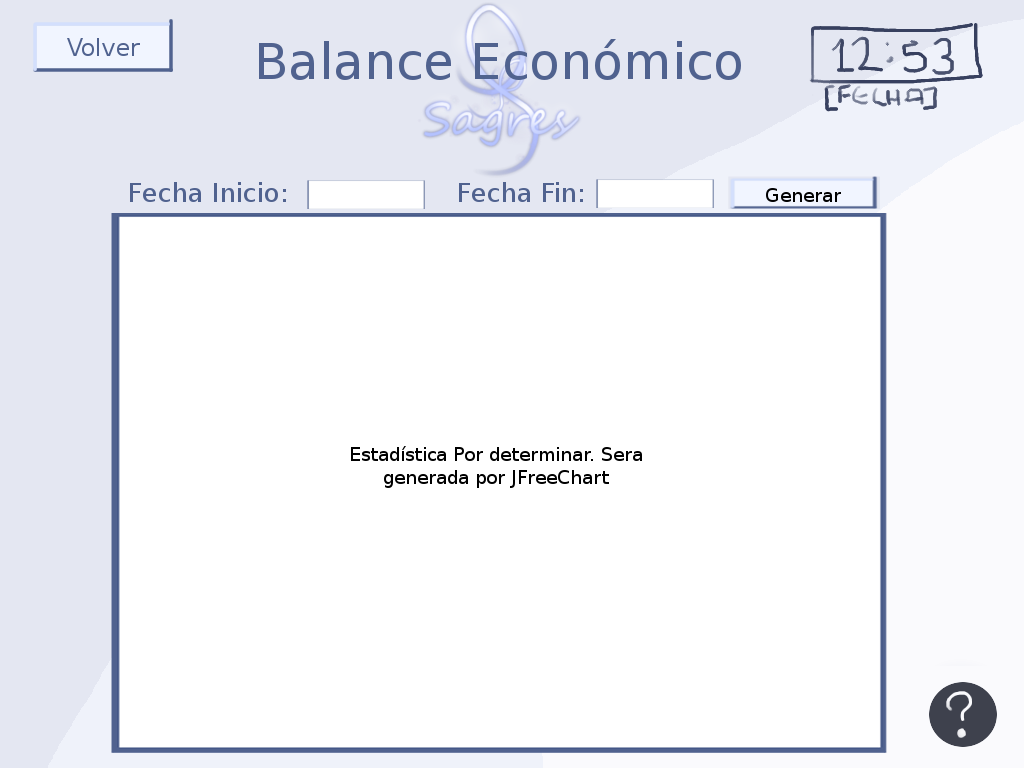 Volver
Balance Económico
12:53
[FECHA]
Sagres
Fecha Inicio:
Fecha Fin:
Generar
Estadística Por determinar. Sera
generada por JFreeChart
?